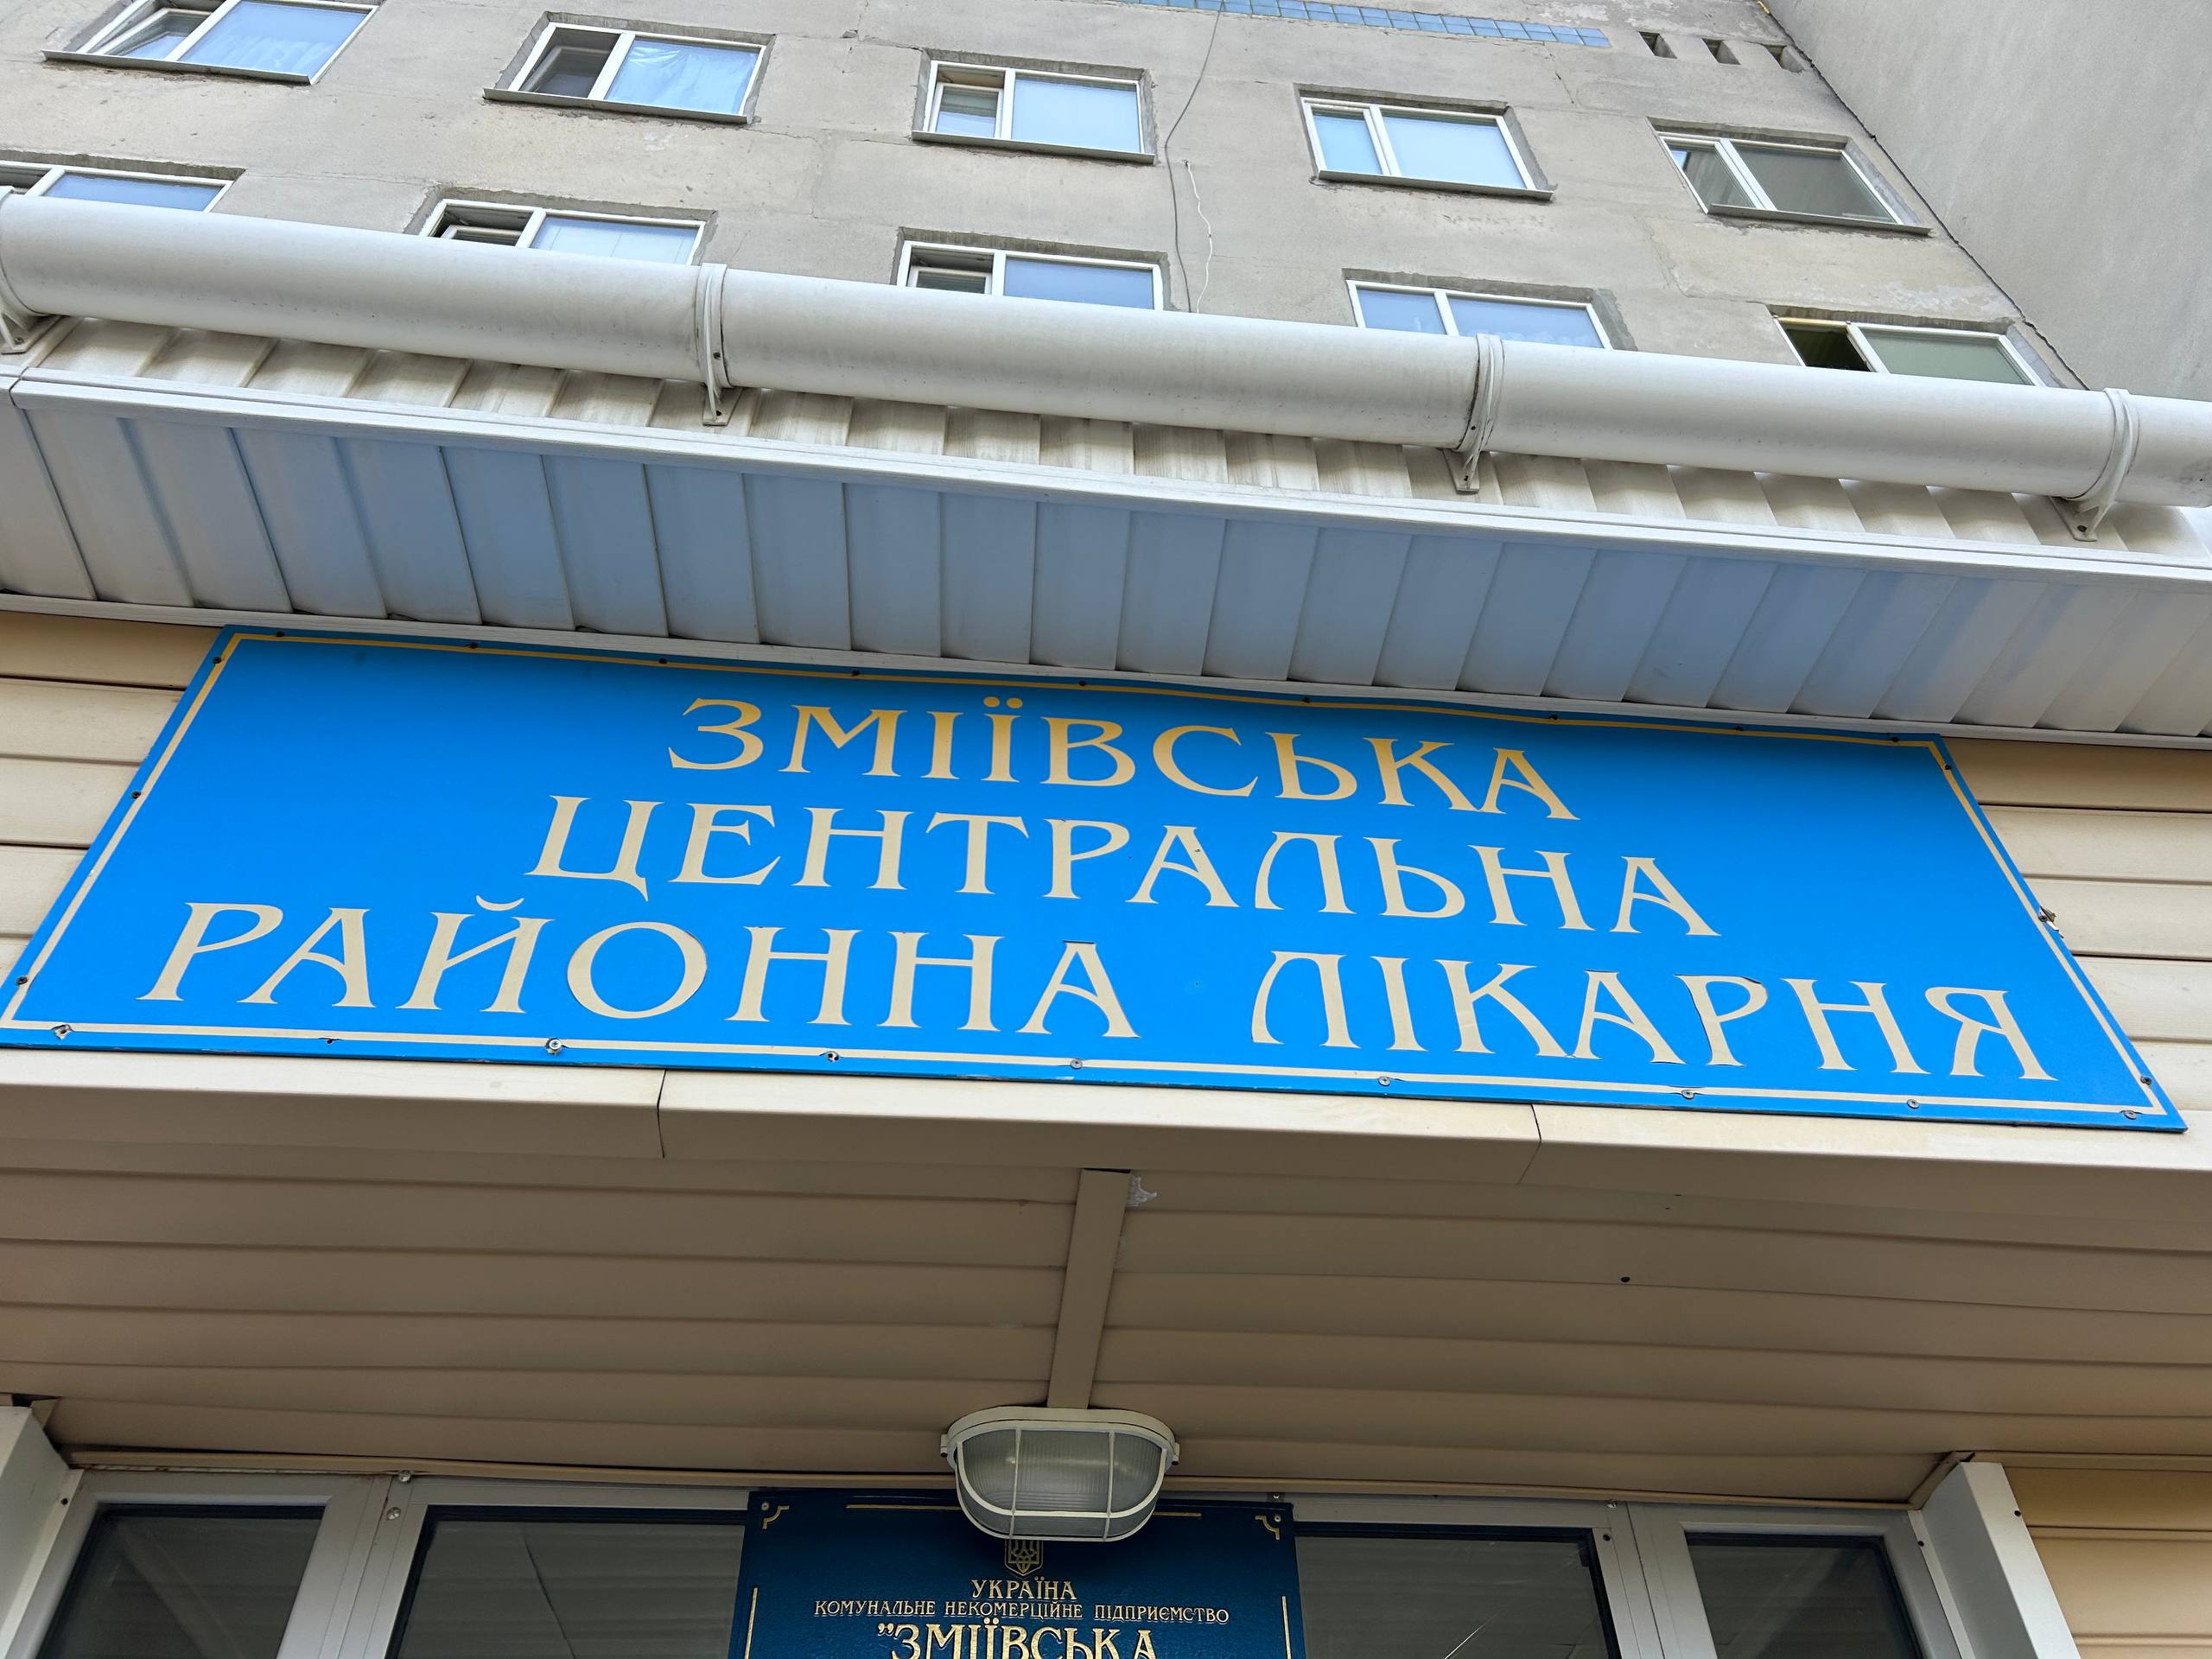 ЗМІЇВСЬКА
ЦЕНТРАЛЬНА
РАЙОННА ЛІКАРНЯ
УКРАЇНА
КОМУНАЛЬНЕ НЕКОМЕРЦІЙНЕ ПІДПРИЄМСТВО
"ЗМІЇВСЬКА